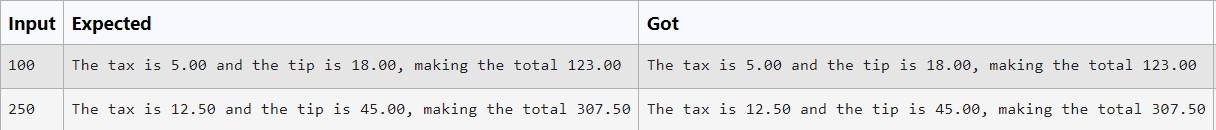 Input Expected Got
100 The tax is 5.00 and the tip is 18.00, making the total 123.00 The tax is 5.00 and the tip is 18.00, making the total 123.00
250 The tax is 12.50 and the tip is 45.00, making the total 307.50 The tax is 12.50 and the tip is 45.00, making the total 307.50